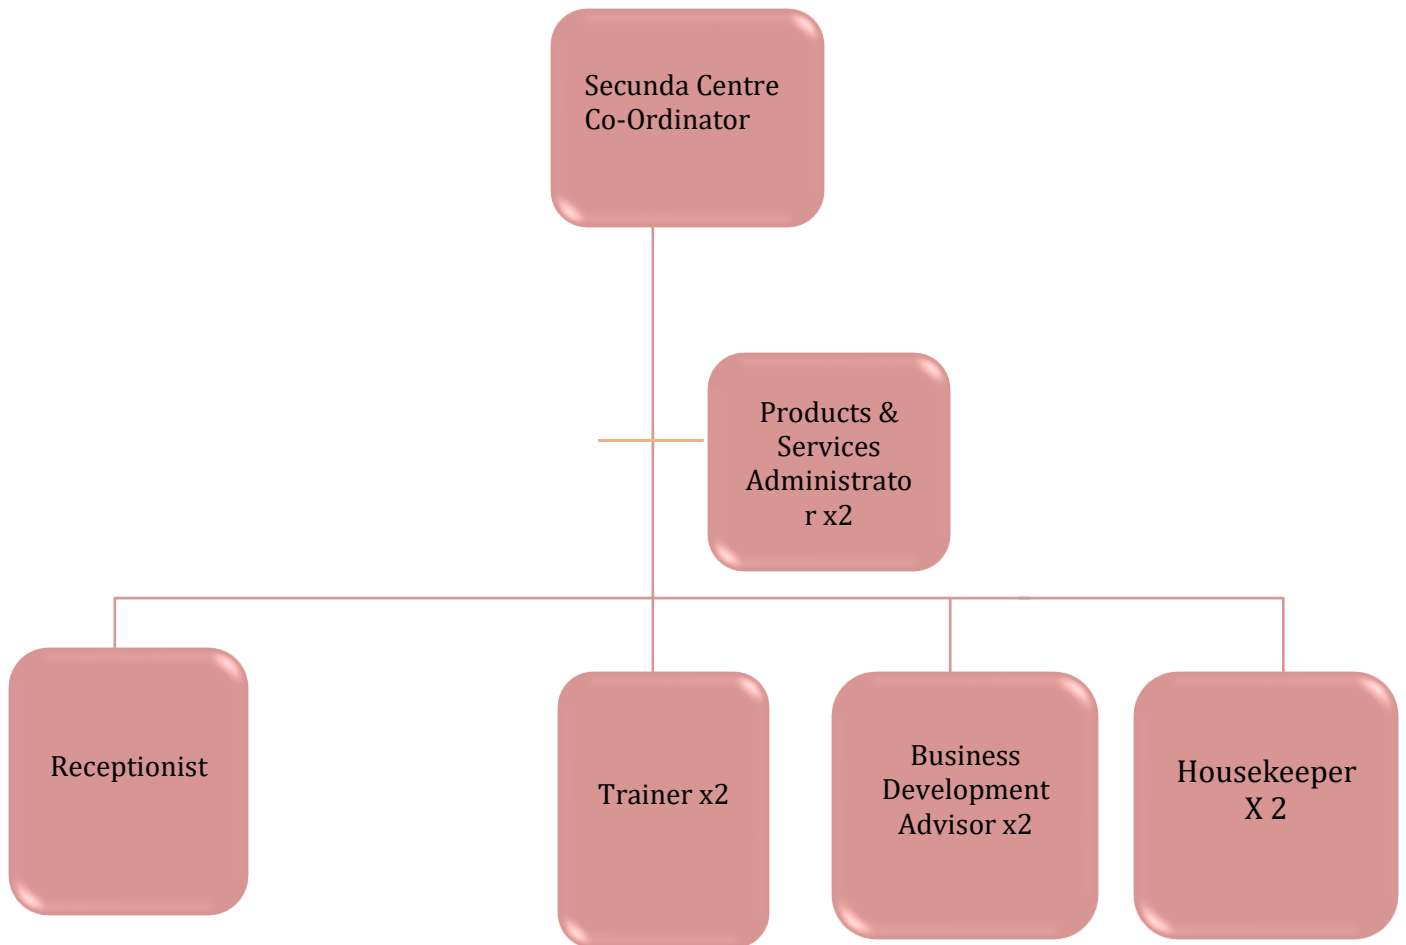 Secunda Centre
Co-Ordinator
Products &
Services
Administrato
r x2
Receptionist
Trainer x2
Business
Development
Advisor x2
Housekeeper
X 2